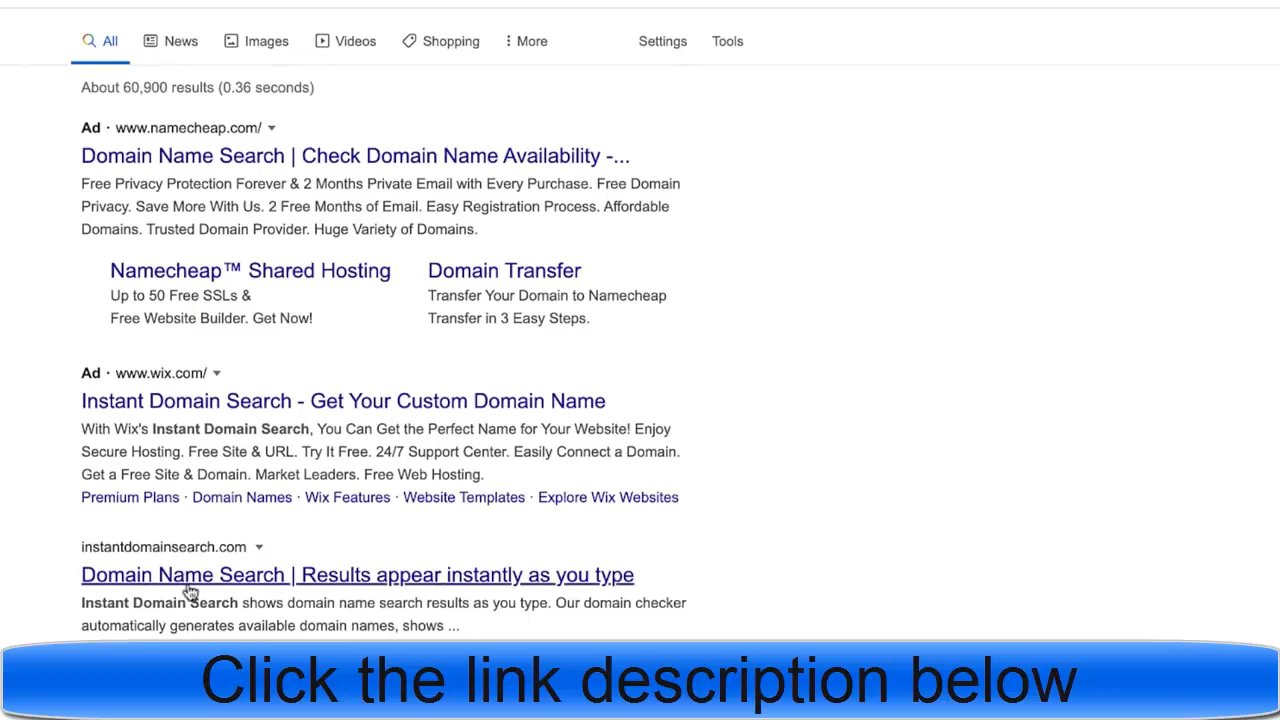 All News Images Videos Shopping More Settings Tools
About 60,900 results (0.36 seconds)
Ad · www.namecheap.com/
Domain Name Search | Check Domain Name Availability -...
Free Privacy Protection Forever & 2 Months Private Email with Every Purchase. Free Domain
Privacy. Save More With Us. 2 Free Months of Email. Easy Registration Process. Affordable
Domains. Trusted Domain Provider. Huge Variety of Domains.
Namecheap™ Shared Hosting
Up to 50 Free SSLs &
Free Website Builder. Get Now!
Domain Transfer
Transfer Your Domain to Namecheap
Transfer in 3 Easy Steps.
Ad · www.wix.com/
Instant Domain Search - Get Your Custom Domain Name
With Wix's Instant Domain Search, You Can Get the Perfect Name for Your Website! Enjoy
Secure Hosting. Free Site & URL. Try It Free. 24/7 Support Center. Easily Connect a Domain.
Get a Free Site & Domain. Market Leaders. Free Web Hosting.
Premium Plans · Domain Names · Wix Features · Website Templates · Explore Wix Websites
instantdomainsearch.com
Domain Name Search | Results appear instantly as you type
Instant Domain Search shows domain name search results as you type. Our domain checker
automatically generates available domain names, shows ...
Click the link description below